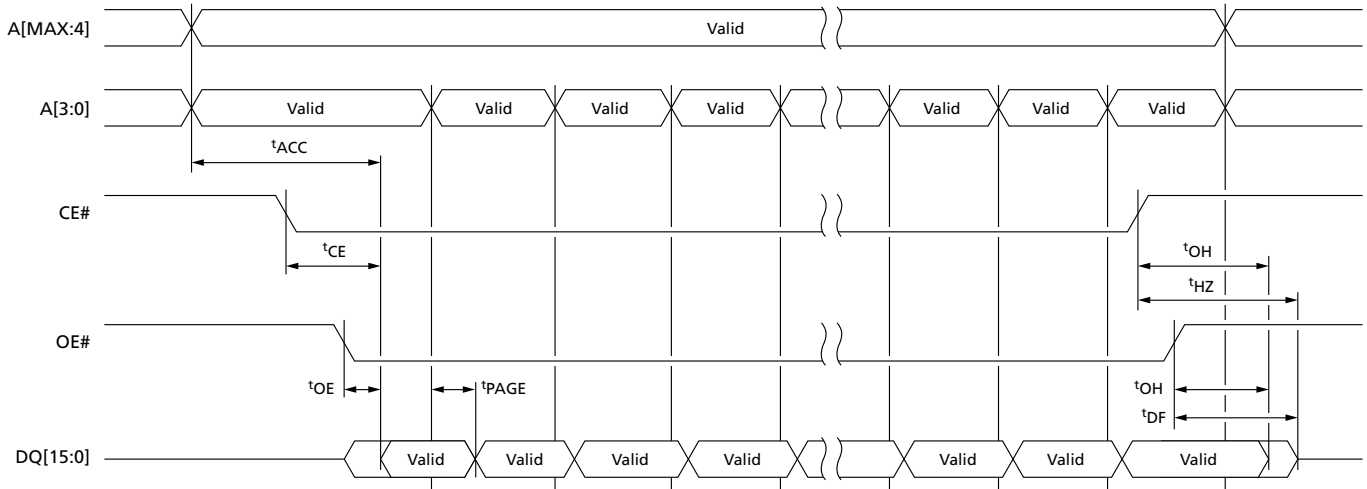 A[MAX:4] Valid
A[3:0] Valid Valid Valid Valid Valid Valid Valid
tACC
CE#
tCE tOH
tHZ
OE#
tOE tPAGE tOH
tDF
DQ[15:0] Valid Valid Valid Valid Valid Valid Valid